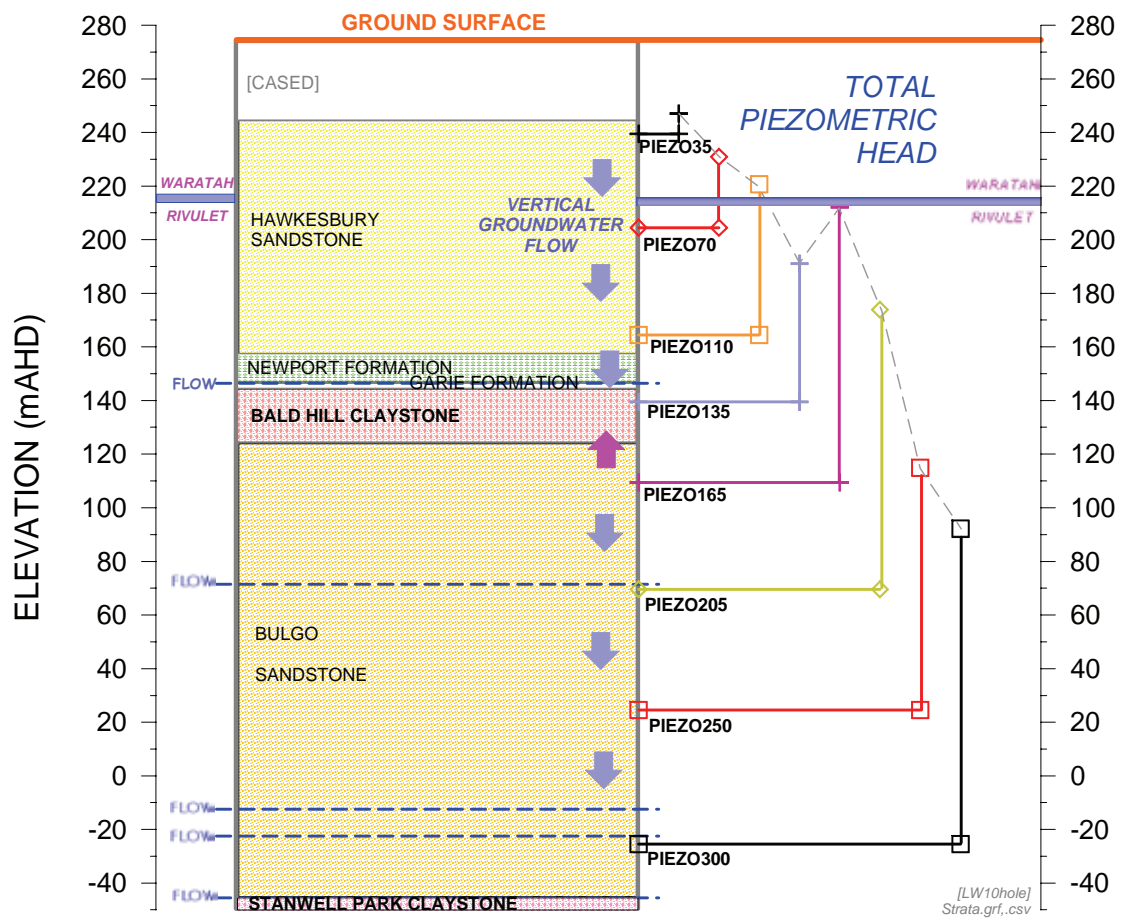 GROUND SURFACE
280
260
240
220
200
180
160
140
120
100
80
60
40
20
0
-20
-40
ELEVATION (mAHD)
[CASED]
TOTAL
PIEZOMETRIC
HEAD
PIEZO35
WARATAH
RIVULET
WARATAH
RIVULET
HAWKESBURY
SANDSTONE
VERTICAL
GROUNDWATER
FLOW
PIEZO70
PIEZO110
NEWPORT FORMATION
FLOW
GARIE FORMATION
BALD HILL CLAYSTONE
PIEZO135
PIEZO165
FLOW
PIEZO205
BULGO
SANDSTONE
PIEZO250
FLOW
FLOW
PIEZO300
FLOW
STANWELL PARK CLAYSTONE
[LW10hole]
Strata.grf,.csv
280
260
240
220
200
180
160
140
120
100
80
60
40
20
0
-20
-40